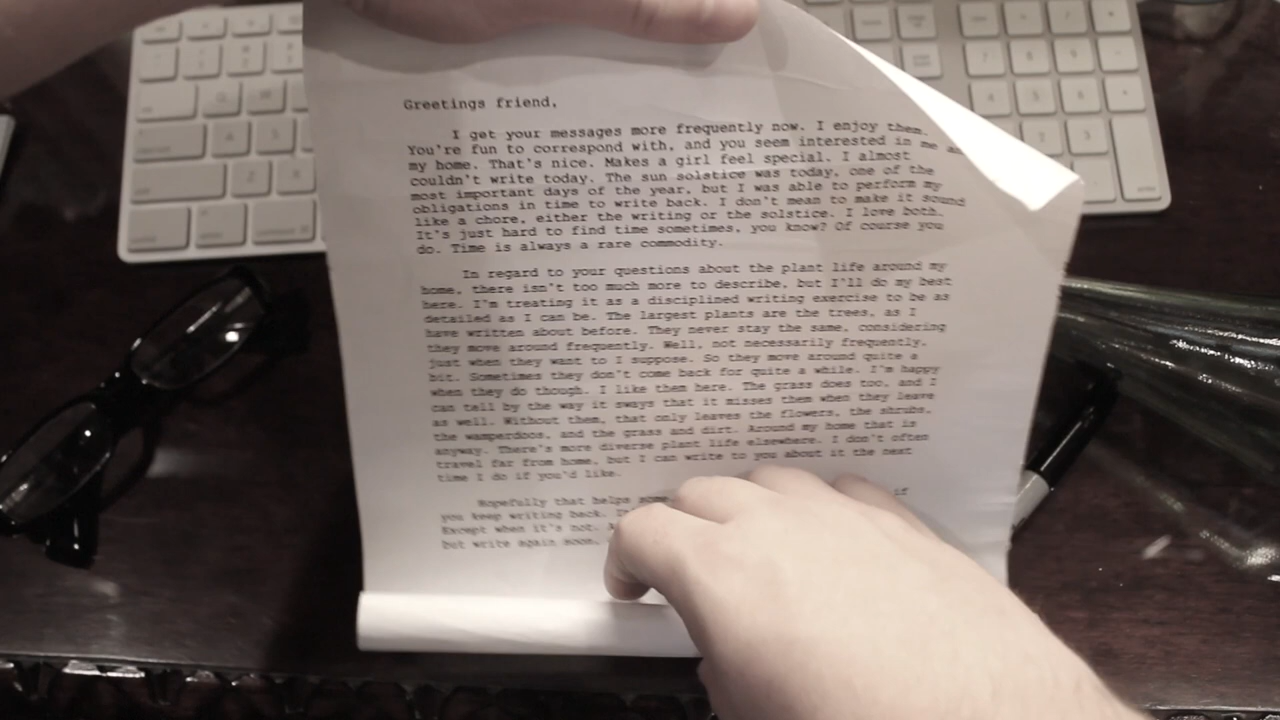 Greetings friend,
I get your messages more frequently now. I enjoy them.
You're fun to correspond with, and you seem interested in me and
my home. That's nice. Makes a girl feel special. I almost
couldn't write today. The sun solstice was today, one of the
most important days of the year, but I was able to perform my
obligations in time to write back. I don't mean to make it sound
like a chore, either the writing or the solstice. I love both.
It's just hard to find time sometimes, you know? Of course you
do. Time is always a rare commodity.
In regard to your questions about the plant life around my
home, there isn't too much more to describe, but I'll do my best
here. I'm treating it as a disciplined writing exercise to be as
detailed as I can be. The largest plants are the trees, as I
have written about before. They never stay the same, considering
they move around frequently. Well, not necessarily frequently,
just when they want to I suppose. So they move around quite a
bit. Sometimes they don't come back for quite a while. I'm happy
when they do though. I like them here. The grass does too, and I
can tell by the way it sways that it misses them when they leave
as well. Without them, that only leaves the flowers, the shrubs,
the wamperdoos, and the grass and dirt. Around my home that is
anyway. There's more diverse plant life elsewhere. I don't often
travel far from home, but I can write to you about it the next
time I do if you'd like.
Hopefully that helps some if
you keep writing back.
Except when it's not.
but write again soon.